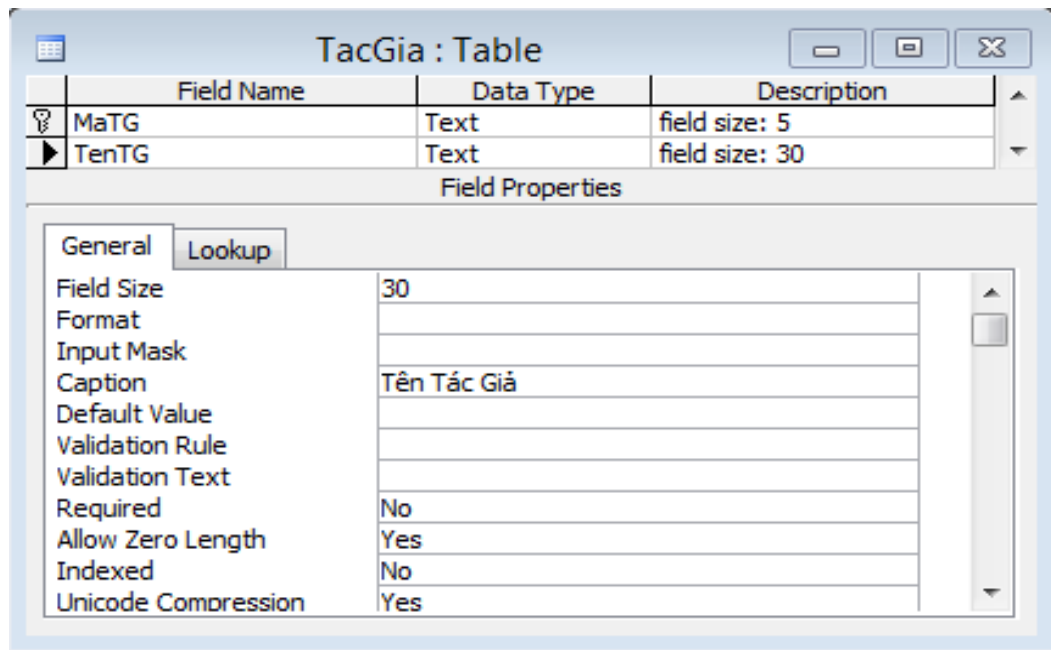 TacGia : Table
Field Name Data Type Description
MaTG Text field size: 5
TenTG Text field size: 30
Field Properties
General Lookup
Field Size 30
Format
Input Mask
Caption Tên Tác Giả
Default Value
Validation Rule
Validation Text
Required No
Allow Zero Length Yes
Indexed No
Unicode Compression Yes